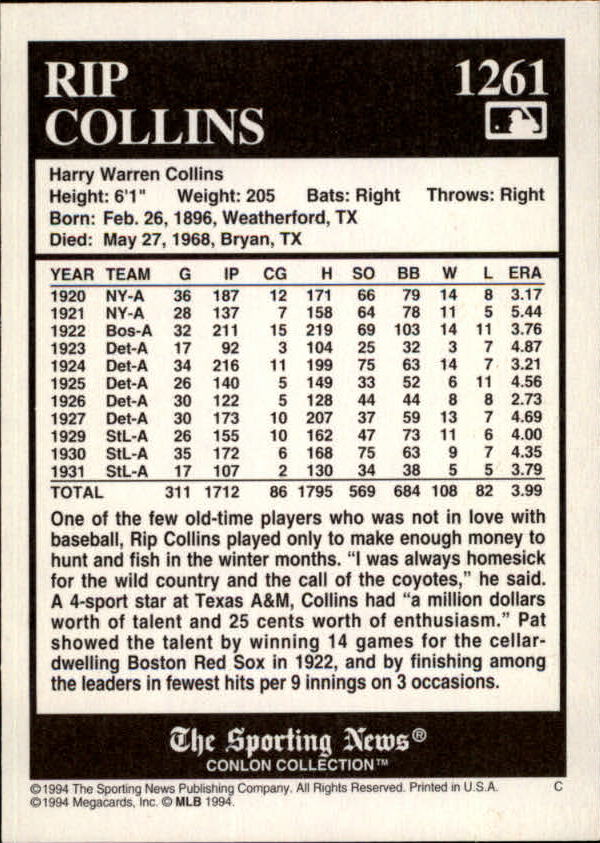 RIP
COLLINS
1261
Harry Warren Collins
Height: 6'1" Weight: 205 Bats: Right Throws: Right
Born: Feb. 26, 1896, Weatherford, TX
Died: May 27, 1968, Bryan, TX
YEAR TEAM G IP CG H SO BB W L ERA
1920 NY-A 36 187 12 171 66 79 14 8 3.17
1921 NY-A 28 137 7 158 64 78 11 5 5.44
1922 Bos-A 32 211 15 219 69 103 14 11 3.76
1923 Det-A 17 92 3 104 25 32 3 7 4.87
1924 Det-A 34 216 11 199 75 63 14 7 3.21
1925 Det-A 26 140 5 149 33 52 6 11 4.56
1926 Det-A 30 122 5 128 44 44 8 8 2.73
1927 Det-A 30 173 10 207 37 59 13 7 4.69
1929 StL-A 26 155 10 162 47 73 11 6 4.00
1930 StL-A 35 172 6 168 75 63 9 7 4.35
1931 StL-A 17 107 2 130 34 38 5 5 3.79
TOTAL 311 1712 86 1795 569 684 108 82 3.99
One of the few old-time players who was not in love with
baseball, Rip Collins played only to make enough money to
hunt and fish in the winter months. “I was always homesick
for the wild country and the call of the coyotes,” he said.
A 4-sport star at Texas A&M, Collins had “a million dollars
worth of talent and 25 cents worth of enthusiasm.” Pat
showed the talent by winning 14 games for the cellar-
dwelling Boston Red Sox in 1922, and by finishing among
the leaders in fewest hits per 9 innings on 3 occasions.
The Sporting News®
CONLON COLLECTION™
©1994 The Sporting News Publishing Company. All Rights Reserved. Printed in U.S.A. C
©1994 Megacards, Inc. © MLB 1994.